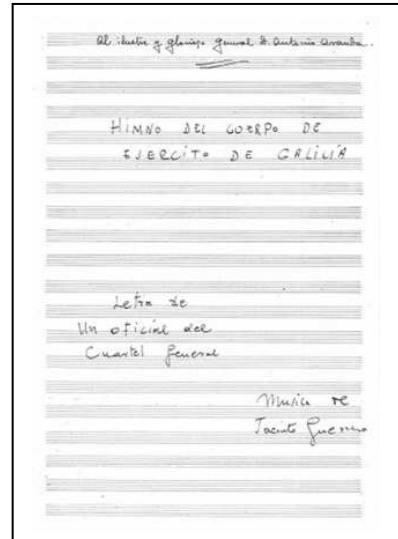 Al ilustre y glorioso General D. Antonio Aranda.
HIMNO DEL CUERPO DE
EJERCITO DE GALICIA
Letra de
Un oficial del
Cuartel General
Musica de
Jacinto Guerrero